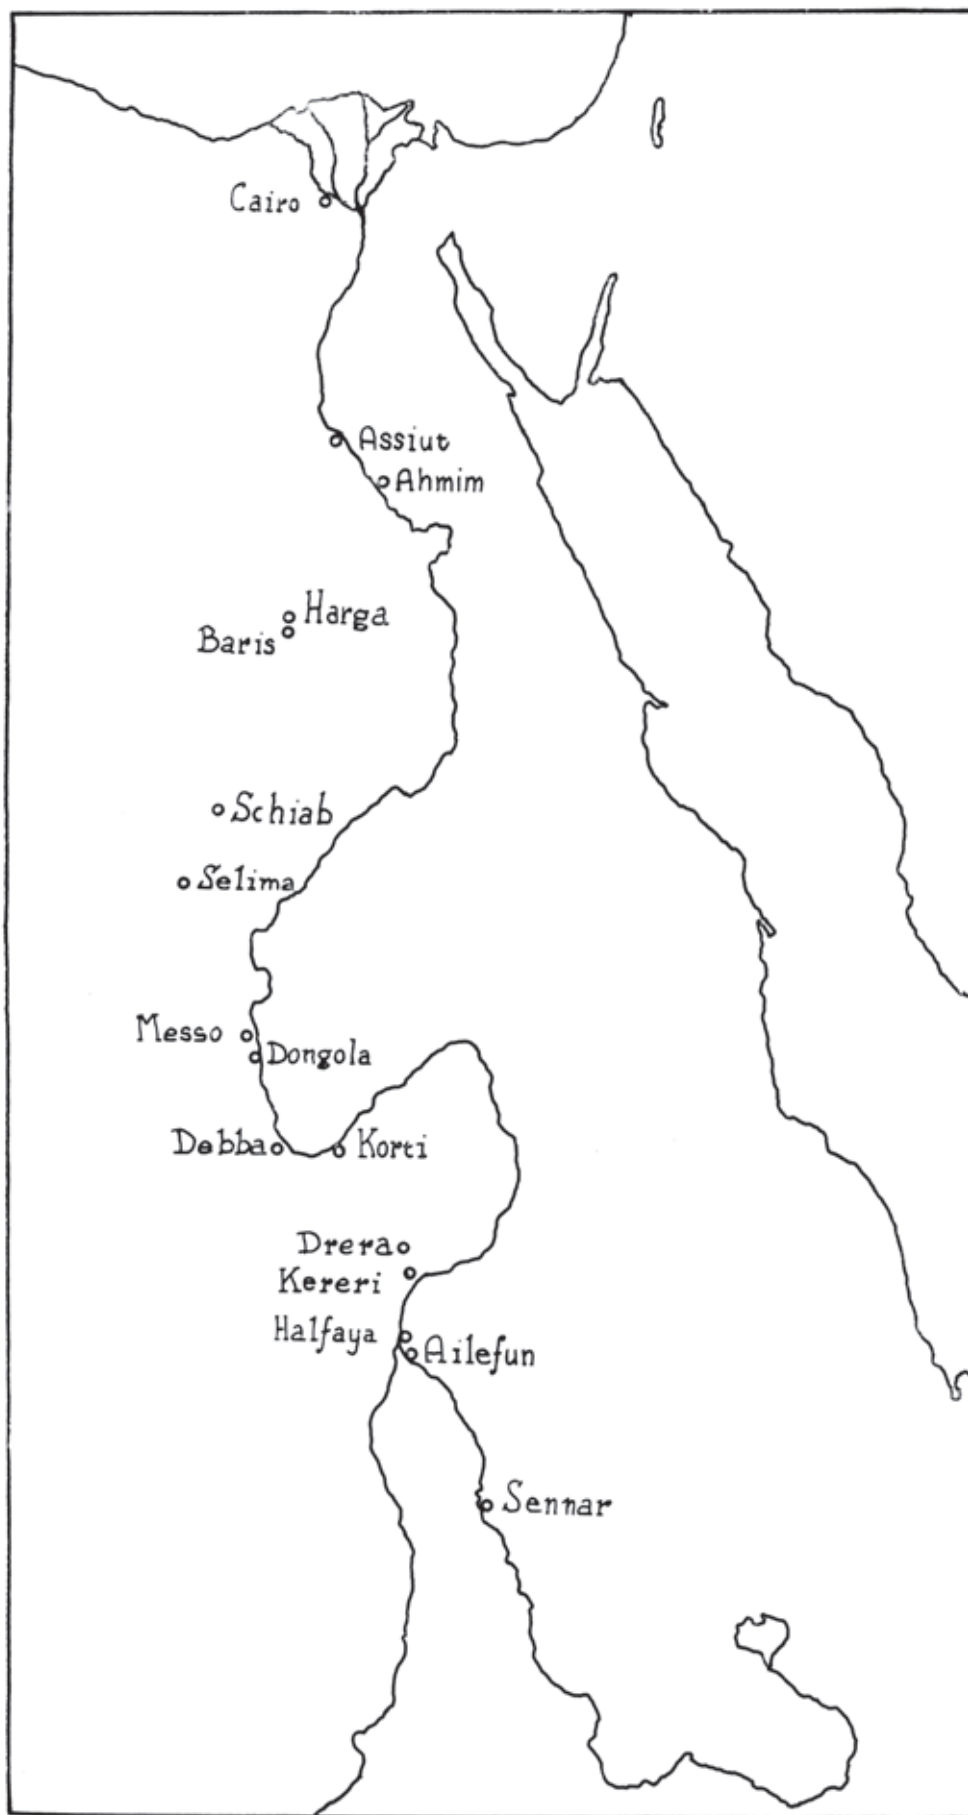 Cairo
Assiut
Ahmim
Harga
Baris
Schiab
Selima
Messo
Dongola
Debba
Korti
Drera
Kereri
Halfaya
Ailefun
Sennar